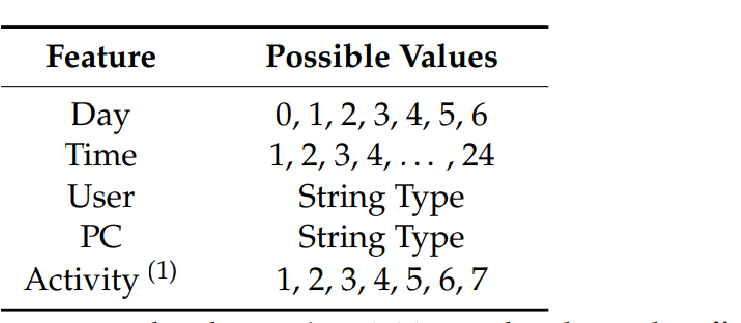 Feature Possible Values
Day 0, 1, 2, 3, 4, 5, 6
Time 1, 2, 3, 4, . . . , 24
User String Type
PC String Type
Activity (1) 1, 2, 3, 4, 5, 6, 7